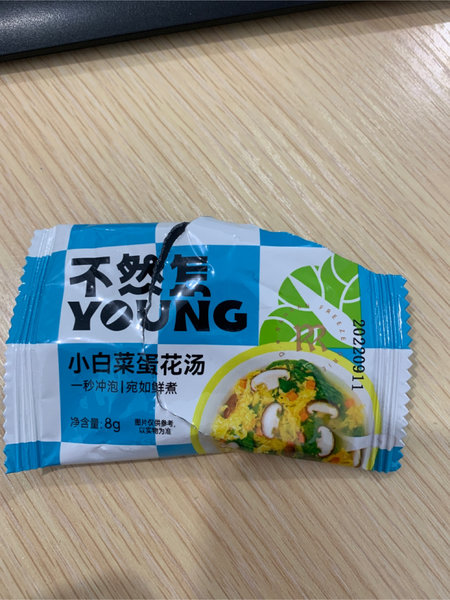 不然怎
YOUNG
小白菜蛋花汤
一秒冲泡|宛如鲜煮
净含量:8g
图片仅供参考,
以实物为准
20220911